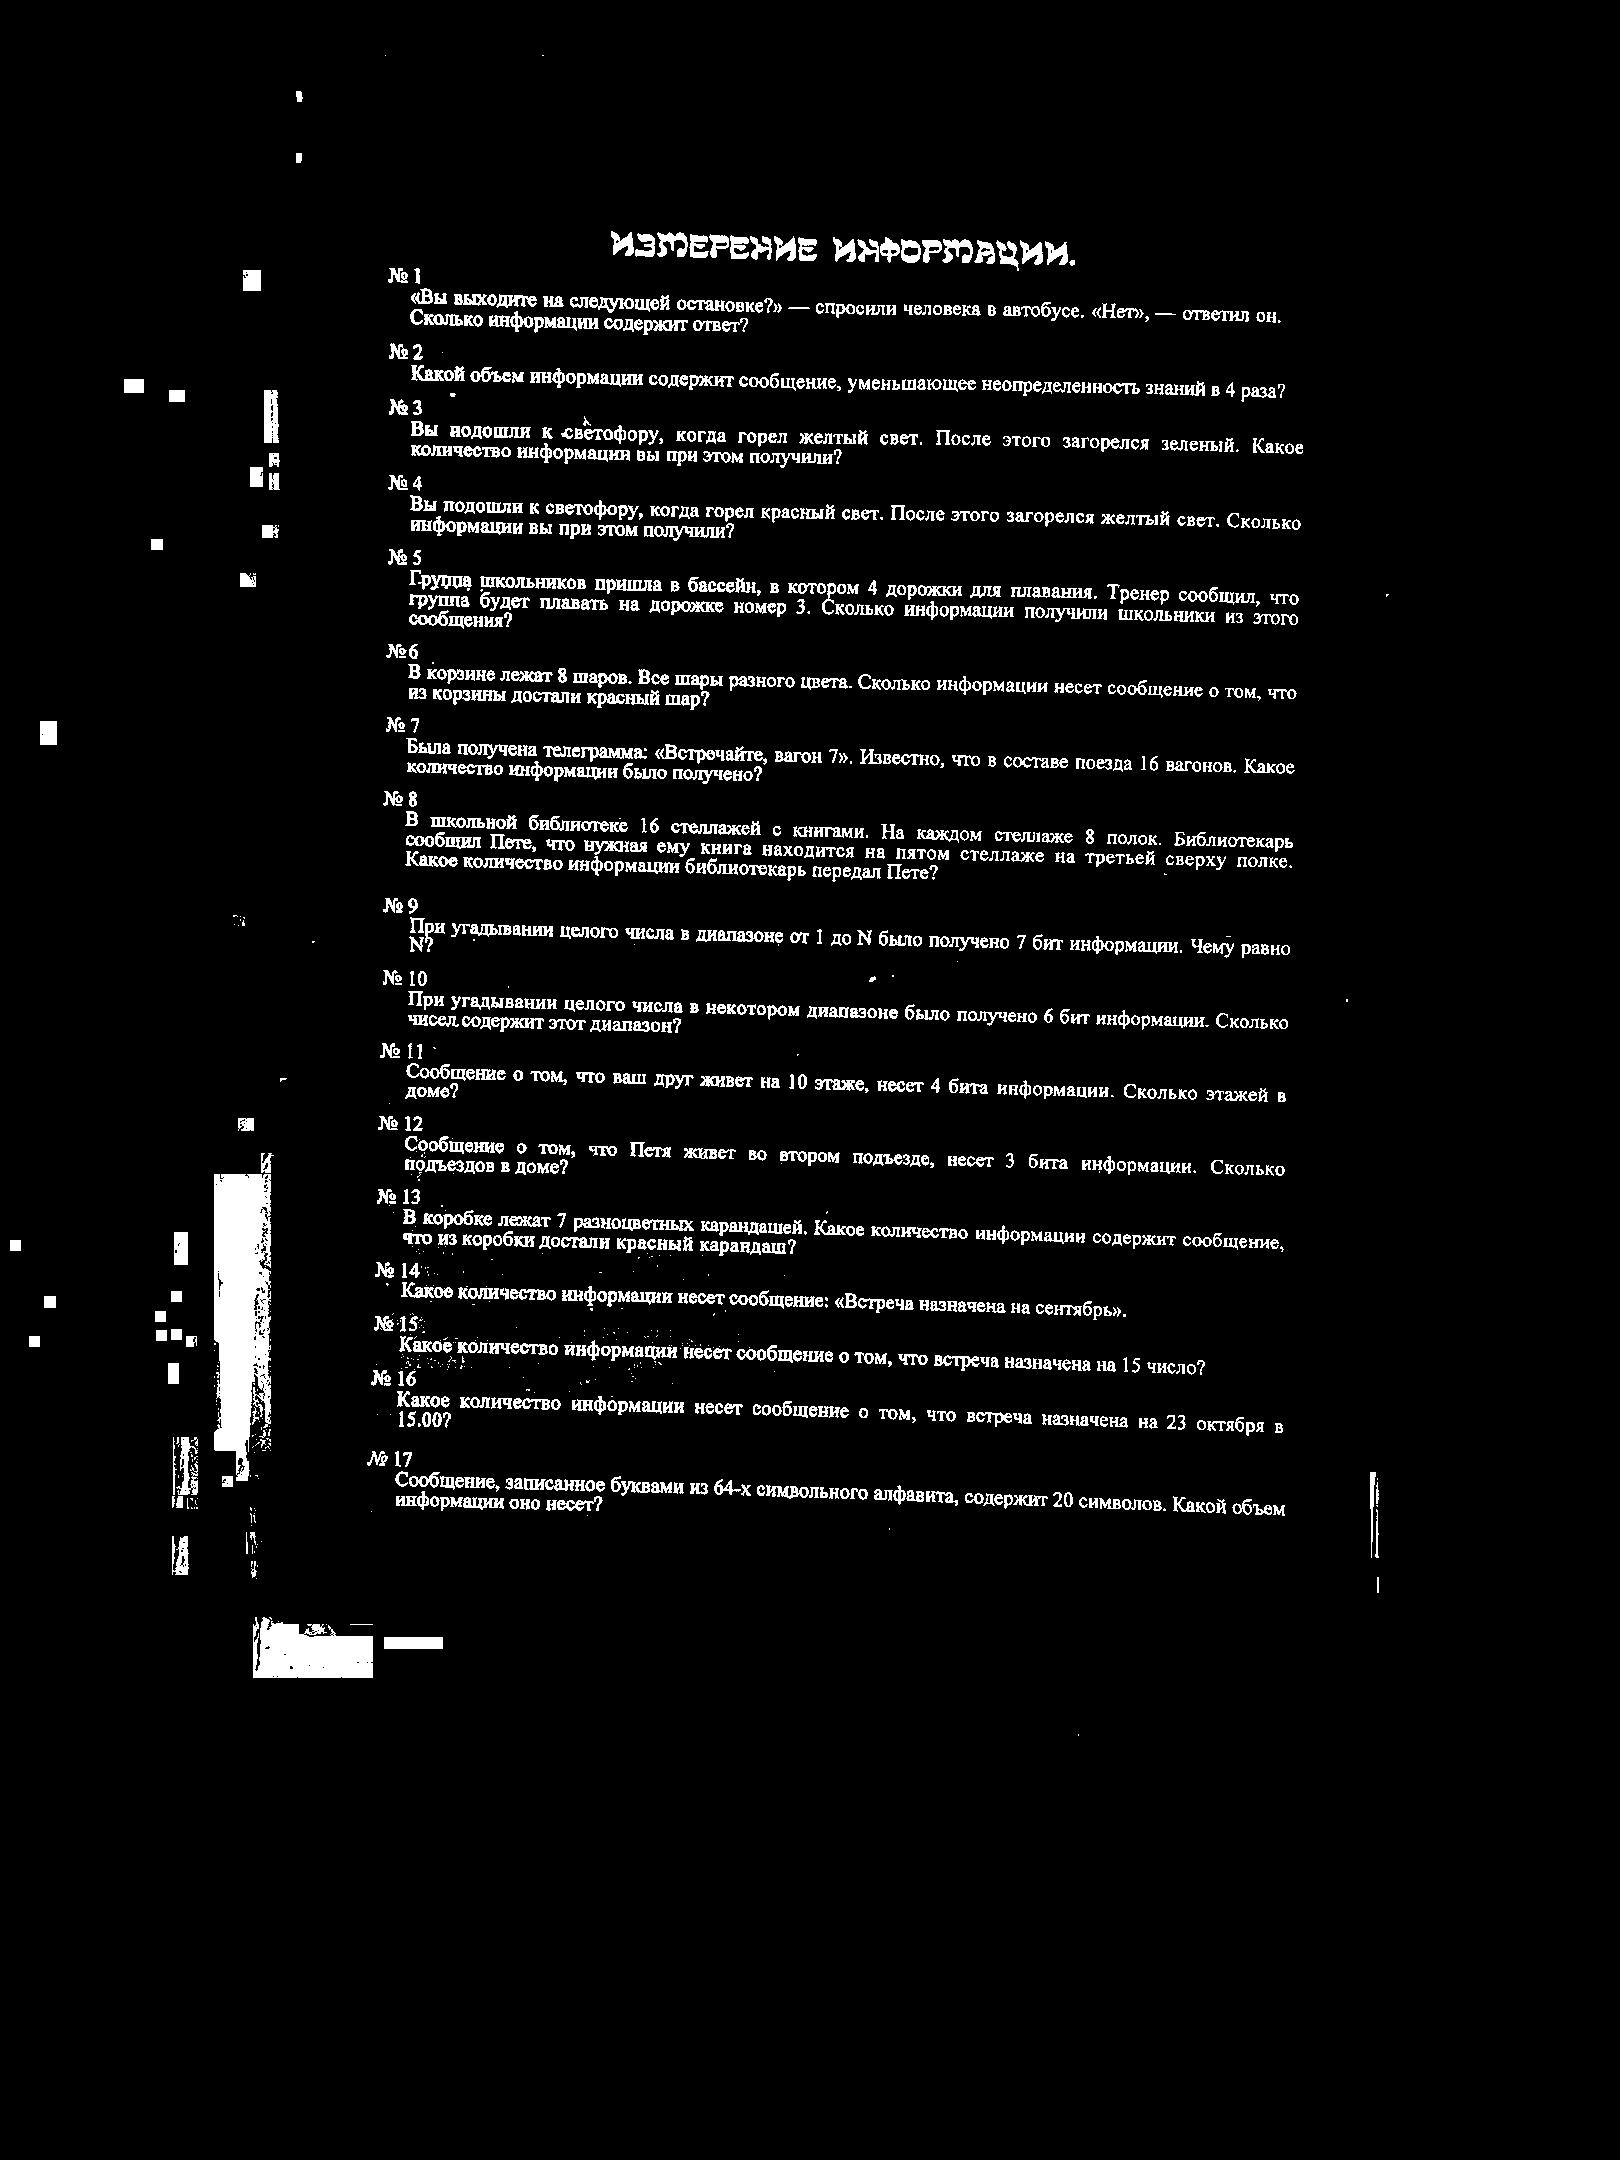 ИЗМЕРЕНИЕ ИНФОРМАЦИИ.
№ 1
«Вы выходите на следующей остановке?» — спросили человека в автобусе. «Нет», — ответил он.
Сколько информации содержит ответ?
№ 2
Какой объем информации содержит сообщение, уменьшающее неопределенность знаний в 4 раза?
№ 3
Вы подошли к светофору, когда горел желтый свет. После этого загорелся зеленый. Какое
количество информации вы при этом получили?
№ 4
Вы подошли к светофору, когда горел красный свет. После этого загорелся желтый свет. Сколько
информации вы при этом получили?
№ 5
Группа школьников пришла в бассейн, в котором 4 дорожки для плавания. Тренер сообщил, что
группа будет плавать на дорожке номер 3. Сколько информации получили школьники из этого
сообщения?
№6
В корзине лежат 8 шаров. Все шары разного цвета. Сколько информации несет сообщение о том, что
из корзины достали красный шар?
№ 7
Была получена телеграмма: «Встречайте, вагон 7». Известно, что в составе поезда 16 вагонов. Какое
количество информации было получено?
№ 8
В школьной библиотеке 16 стеллажей с книгами. На каждом стеллаже 8 полок. Библиотекарь
сообщил Пете, что нужная ему книга находится на пятом стеллаже на третьей сверху полке.
Какое количество информации библиотекарь передал Пете?
№ 9
При угадывании целого числа в диапазоне от 1 до N было получено 7 бит информации. Чему равно
N?
№ 10
При угадывании целого числа в некотором диапазоне было получено 6 бит информации. Сколько
чисел содержит этот диапазон?
№ 11
Сообщение о том, что ваш друг живет на 10 этаже, несет 4 бита информации. Сколько этажей в
доме?
№ 12
Сообщение о том, что Петя живет во втором подъезде, несет 3 бита информации. Сколько
подъездов в доме?
№ 13
В коробке лежат 7 разноцветных карандашей. Какое количество информации содержит сообщение,
что из коробки достали красный карандаш?
№ 14
Какое количество информации несет сообщение: «Встреча назначена на сентябрь».
№ 15
Какое количество информации несет сообщение о том, что встреча назначена на 15 число?
№ 16
Какое количество информации несет сообщение о том, что встреча назначена на 23 октября в
15.00?
№ 17
Сообщение, записанное буквами из 64-х символьного алфавита, содержит 20 символов. Какой объем
информации оно несет?